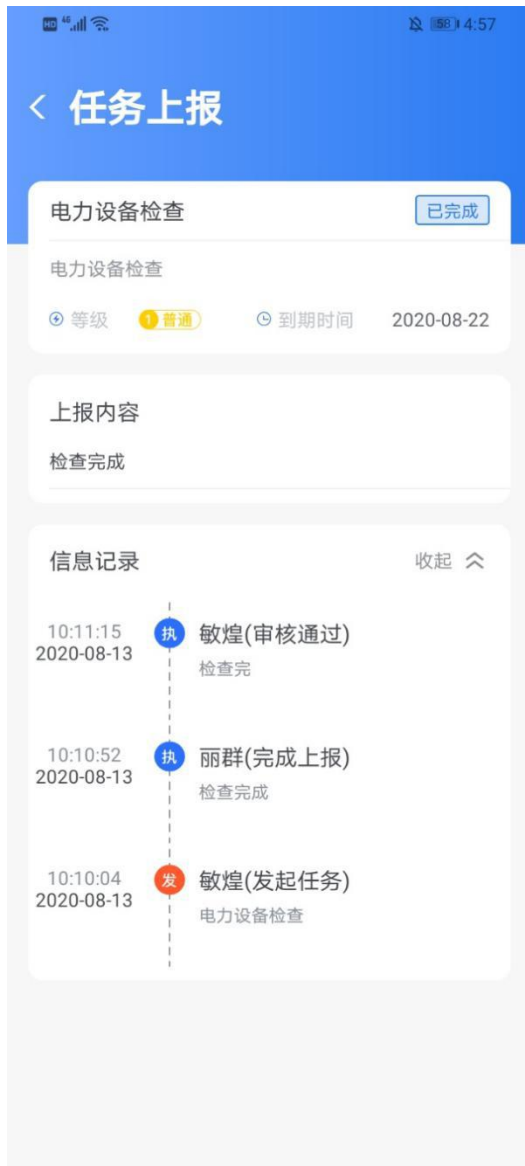 HD 4G 58 4:57
任务上报
电力设备检查 已完成
电力设备检查
等级 1 普通 到期时间 2020-08-22
上报内容
检查完成
信息记录 收起
10:11:15 执 敏煌(审核通过)
2020-08-13 检查完
10:10:52 执 丽群(完成上报)
2020-08-13 检查完成
10:10:04 发 敏煌(发起任务)
2020-08-13 电力设备检查